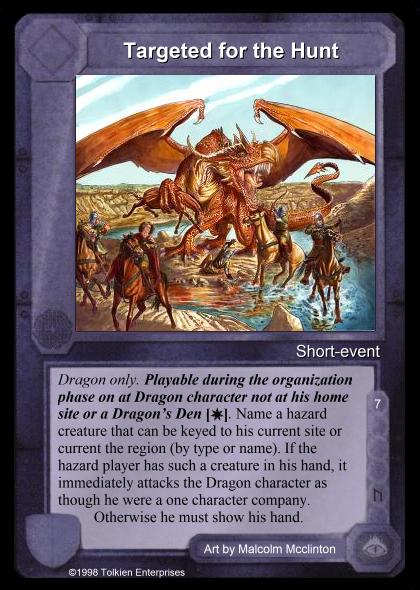 Targeted for the Hunt
Short-event
Dragon only. Playable during the organization
phase on at Dragon character not at his home
site or a Dragon's Den [✷]. Name a hazard
creature that can be keyed to his current site or
current the region (by type or name). If the
hazard player has such a creature in his hand, it
immediately attacks the Dragon character as
though he were a one character company.
Otherwise he must show his hand.
7
Art by Malcolm Mcclinton
©1998 Tolkien Enterprises